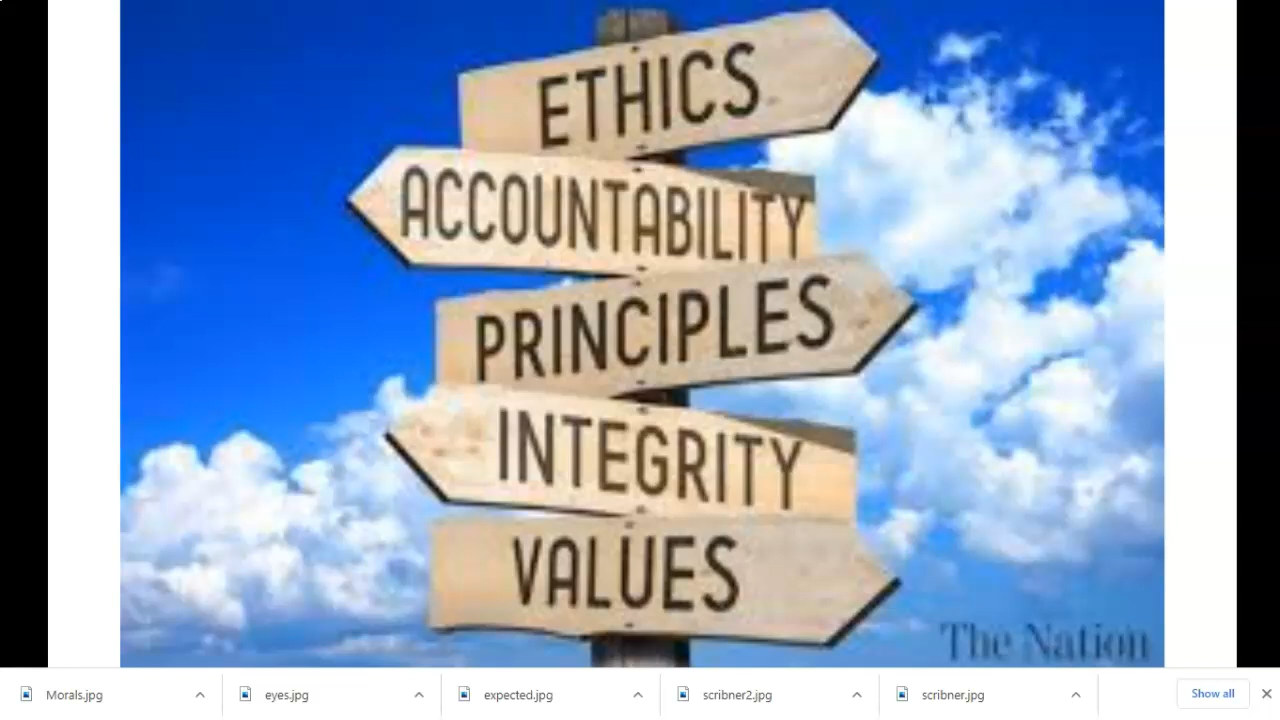 ETHICS
ACCOUNTABILITY
PRINCIPLES
INTEGRITY
VALUES
The Nation
Morals.jpg
eyes.jpg
expected.jpg
scribner2.jpg
scribner.jpg
Show all